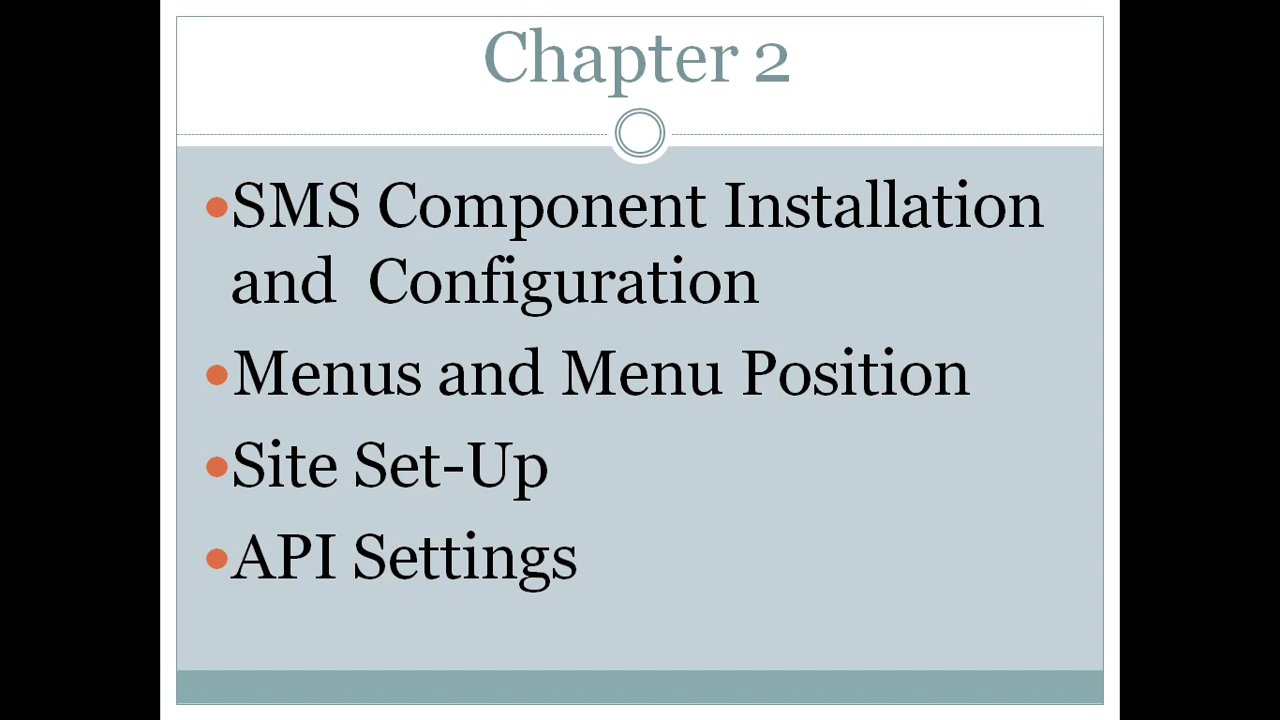 Chapter 2
•SMS Component Installation
and  Configuration
•Menus and Menu Position
•Site Set-Up
•API Settings